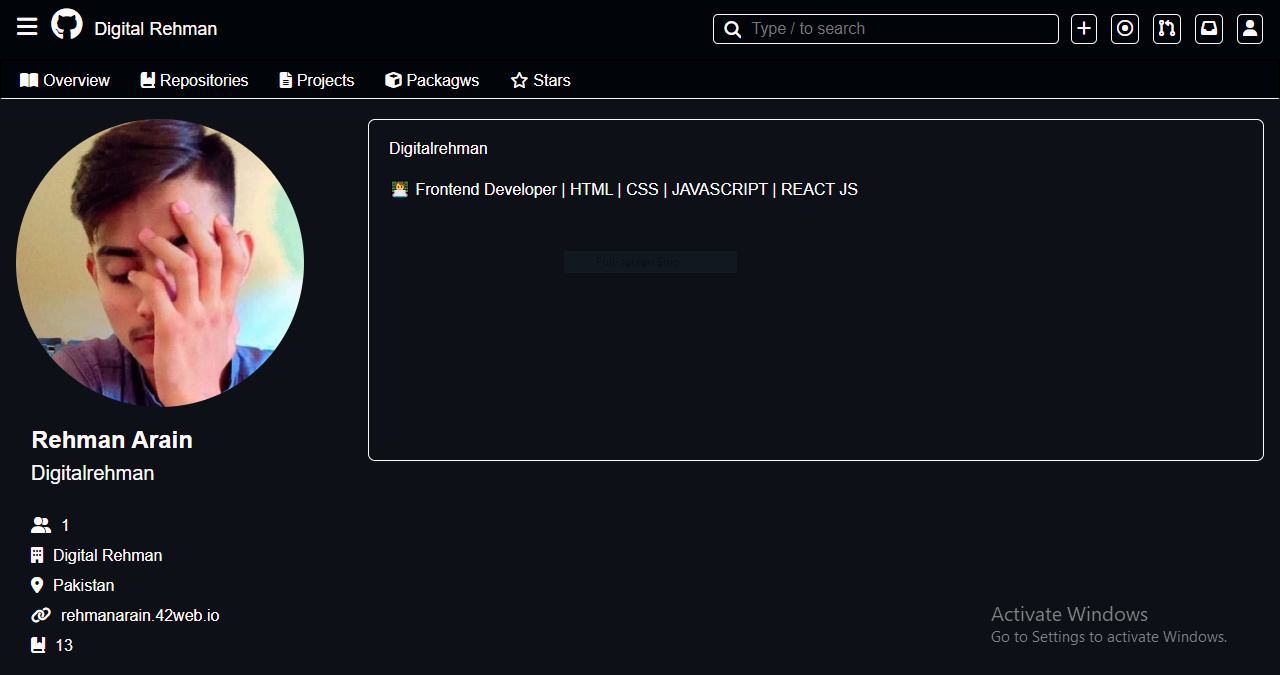 Digital Rehman
Type / to search
Overview Repositories Projects Packagws Stars
Digitalrehman
Frontend Developer | HTML | CSS | JAVASCRIPT | REACT JS
Rehman Arain
Digitalrehman
1
Digital Rehman
Pakistan
rehmanarain.42web.io
13
Activate Windows
Go to Settings to activate Windows.